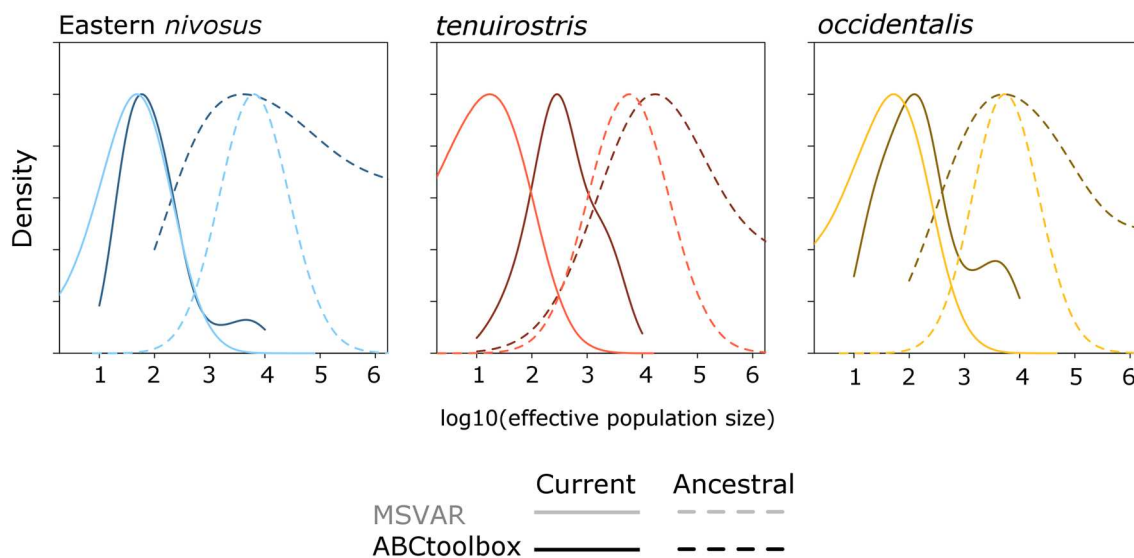 Eastern nivosus
tenuirostris
occidentalis
Density
1 2 3 4 5 6
1 2 3 4 5 6
1 2 3 4 5 6
log10(effective population size)
Current Ancestral
MSVAR
ABCtoolbox